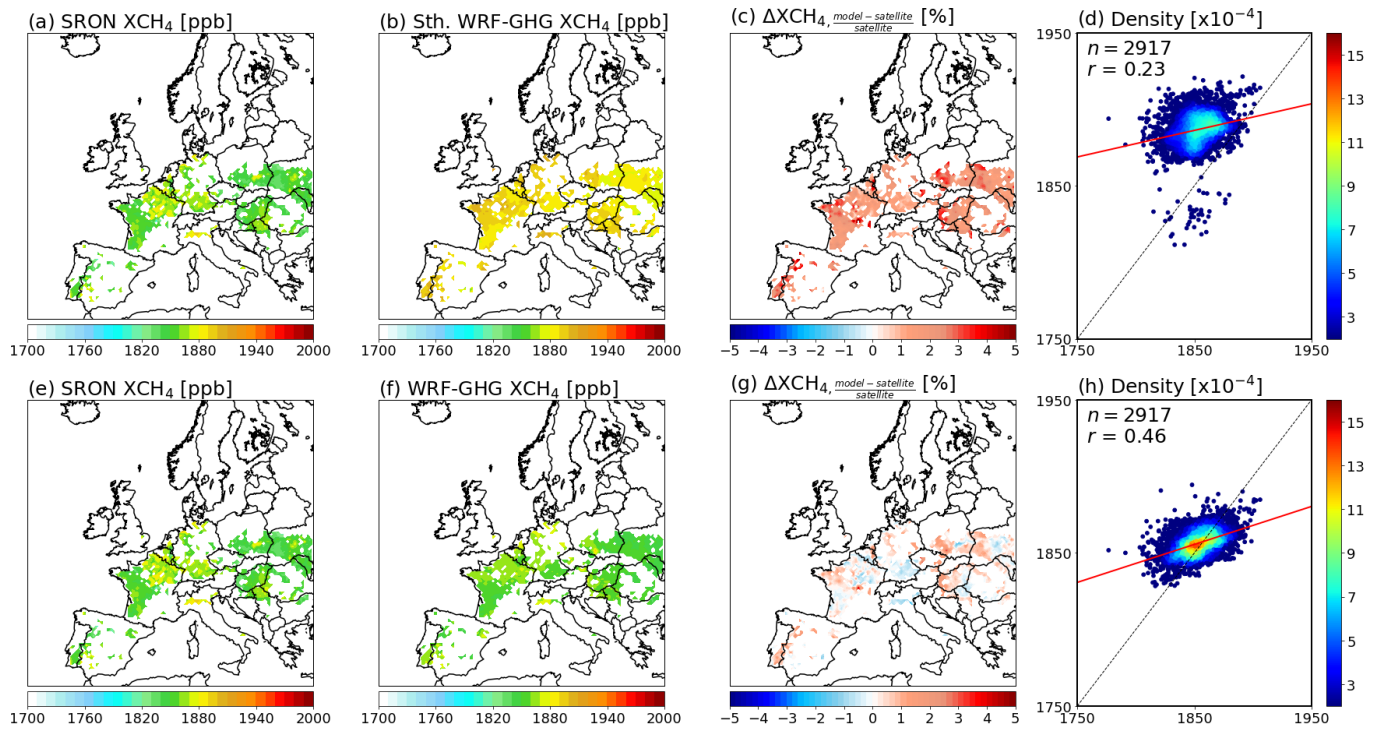 (a) SRON XCH₄ [ppb]
(b) Sth. WRF-GHG XCH₄ [ppb]
(c) ΔXCH₄, model−satellite/satellite [%]
(d) Density [x10⁻⁴]
1950
1850
1750
n = 2917
r = 0.23
15
13
11
9
7
5
3
1700 1760 1820 1880 1940 2000
1700 1760 1820 1880 1940 2000
−5 −4 −3 −2 −1 0 1 2 3 4 5
1750 1850 1950
(e) SRON XCH₄ [ppb]
(f) WRF-GHG XCH₄ [ppb]
(g) ΔXCH₄, model−satellite/satellite [%]
(h) Density [x10⁻⁴]
1950
1850
1750
n = 2917
r = 0.46
15
13
11
9
7
5
3
1700 1760 1820 1880 1940 2000
1700 1760 1820 1880 1940 2000
−5 −4 −3 −2 −1 0 1 2 3 4 5
1750 1850 1950